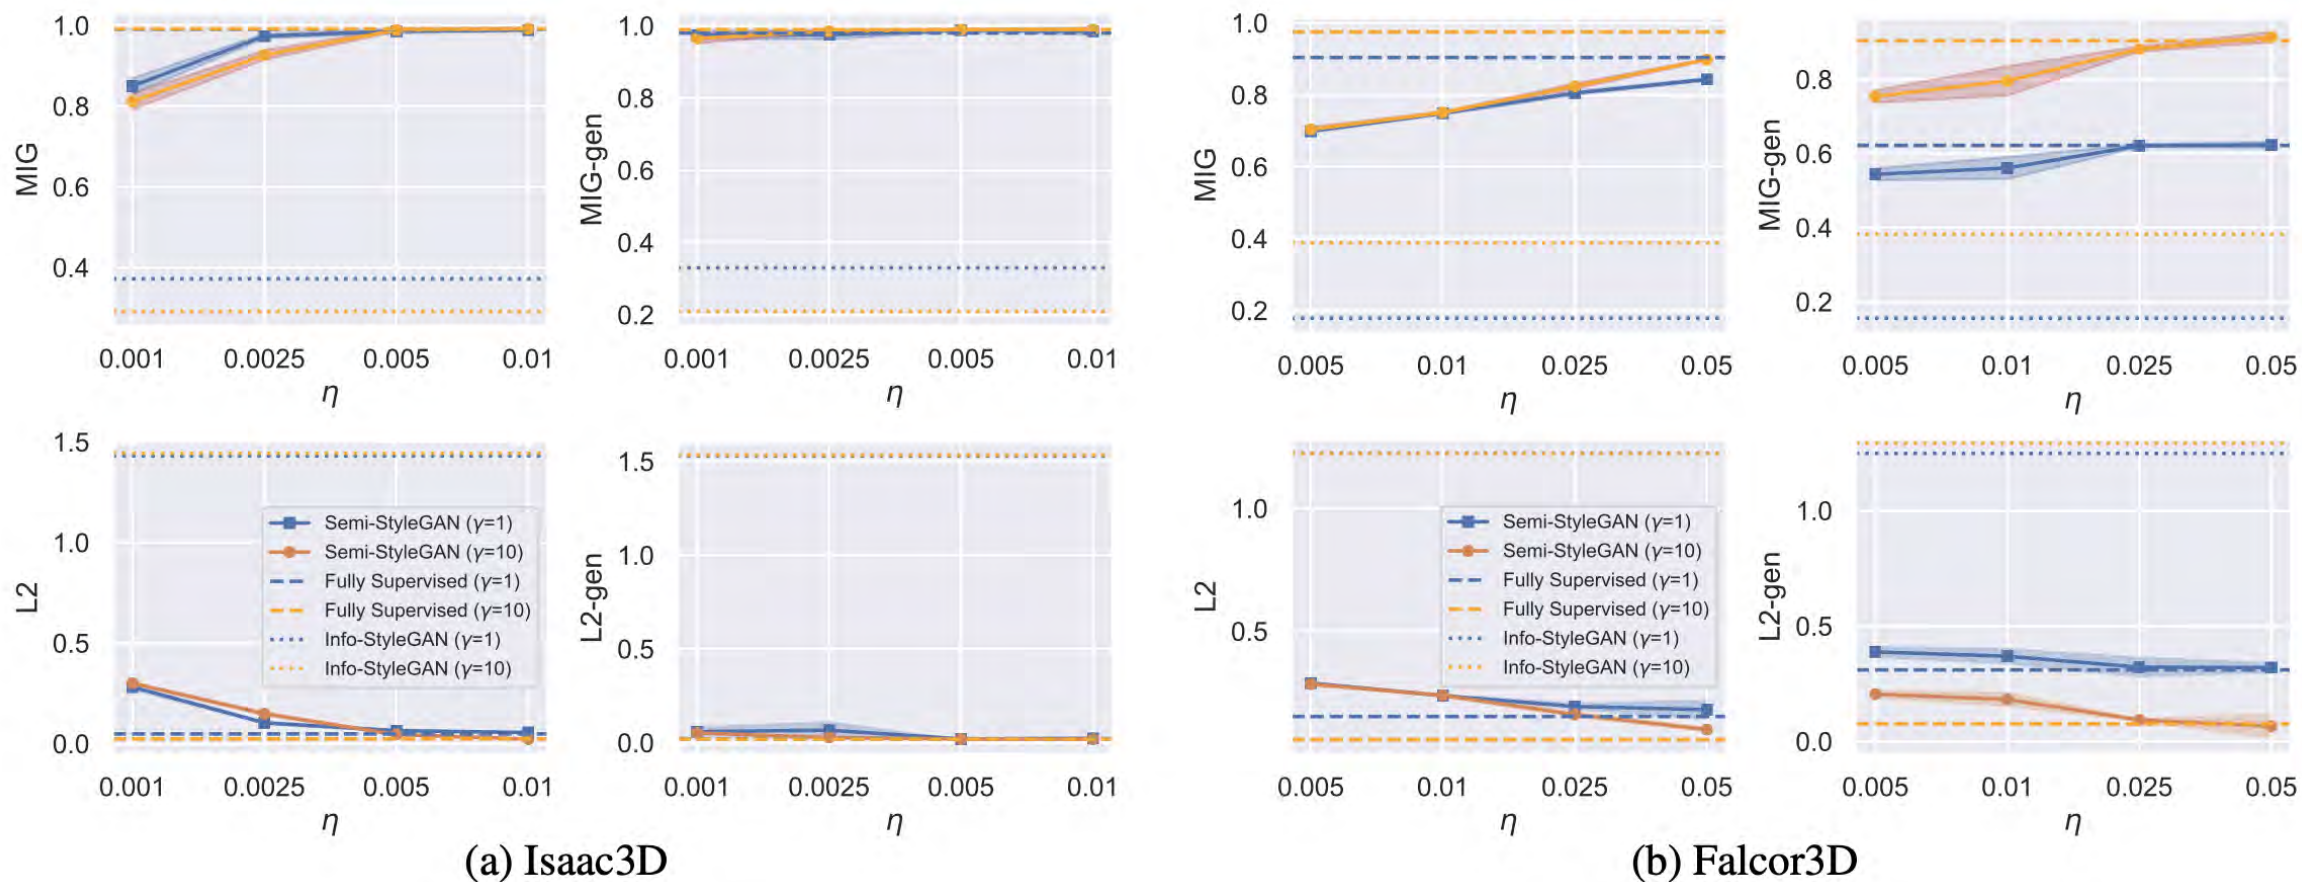 MIG
1.0
0.8
0.6
0.4
0.001
0.0025
0.005
0.01
η
MIG-gen
1.0
0.8
0.6
0.4
0.2
0.001
0.0025
0.005
0.01
η
L2
1.5
1.0
0.5
0.0
Semi-StyleGAN (γ=1)
Semi-StyleGAN (γ=10)
Fully Supervised (γ=1)
Fully Supervised (γ=10)
Info-StyleGAN (γ=1)
Info-StyleGAN (γ=10)
0.001
0.0025
0.005
0.01
η
L2-gen
1.5
1.0
0.5
0.0
0.001
0.0025
0.005
0.01
η
(a) Isaac3D
MIG
1.0
0.8
0.6
0.4
0.2
0.005
0.01
0.025
0.05
η
MIG-gen
0.8
0.6
0.4
0.2
0.005
0.01
0.025
0.05
η
L2
1.0
0.5
Semi-StyleGAN (γ=1)
Semi-StyleGAN (γ=10)
Fully Supervised (γ=1)
Fully Supervised (γ=10)
Info-StyleGAN (γ=1)
Info-StyleGAN (γ=10)
0.005
0.01
0.025
0.05
η
L2-gen
1.0
0.5
0.0
0.005
0.01
0.025
0.05
η
(b) Falcor3D